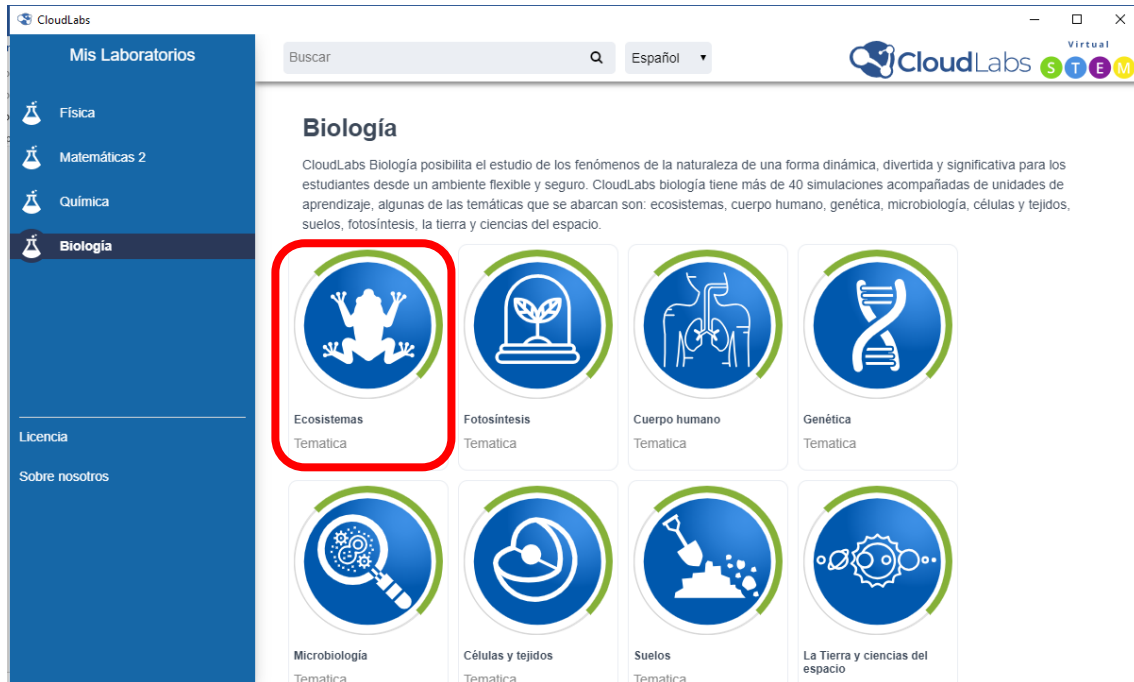 CloudLabs
Mis Laboratorios
Física
Matemáticas 2
Química
Biología
Licencia
Sobre nosotros
Buscar
Español
CloudLabs
Virtual
S T E M
Biología
CloudLabs Biología posibilita el estudio de los fenómenos de la naturaleza de una forma dinámica, divertida y significativa para los
estudiantes desde un ambiente flexible y seguro. CloudLabs biología tiene más de 40 simulaciones acompañadas de unidades de
aprendizaje, algunas de las temáticas que se abarcan son: ecosistemas, cuerpo humano, genética, microbiología, células y tejidos,
suelos, fotosíntesis, la tierra y ciencias del espacio.
Ecosistemas
Tematica
Fotosíntesis
Tematica
Cuerpo humano
Tematica
Genética
Tematica
Microbiología
Tematica
Células y tejidos
Tematica
Suelos
Tematica
La Tierra y ciencias del
espacio